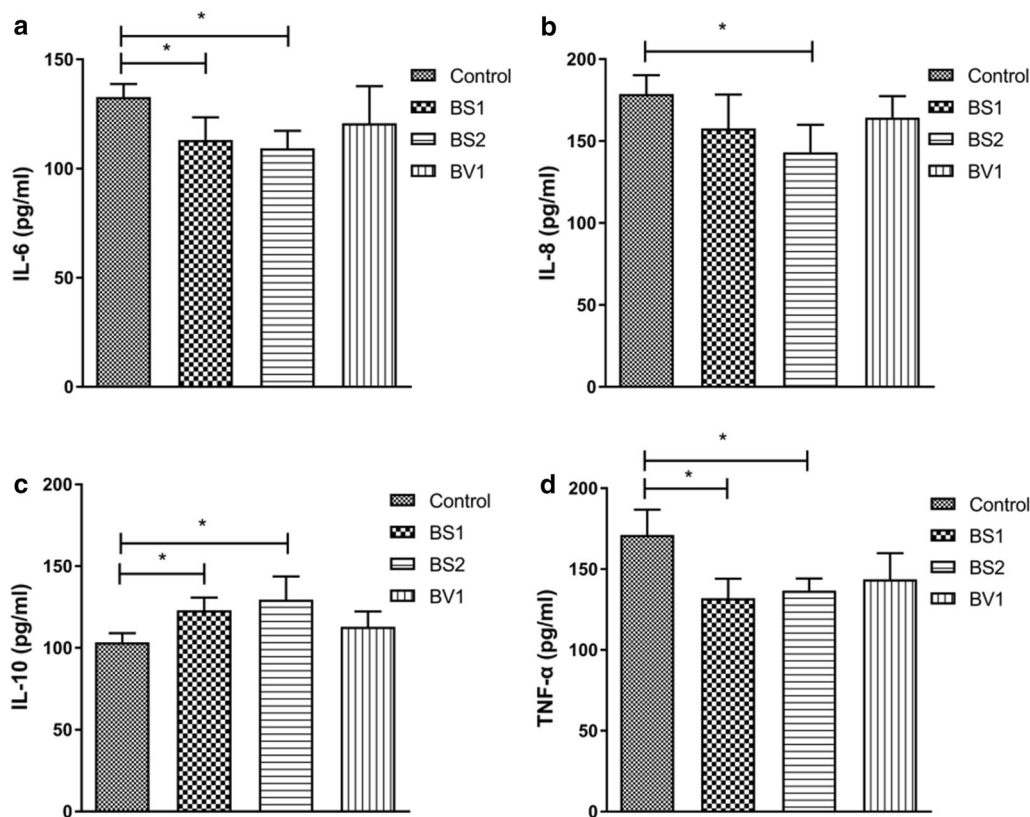 a
*
*
150
100
50
0
IL-6 (pg/ml)
Control
BS1
BS2
BV1
b
*
200
150
100
50
0
IL-8 (pg/ml)
Control
BS1
BS2
BV1
c
*
*
200
150
100
50
0
IL-10 (pg/ml)
Control
BS1
BS2
BV1
d
*
*
200
150
100
50
0
TNF-α (pg/ml)
Control
BS1
BS2
BV1